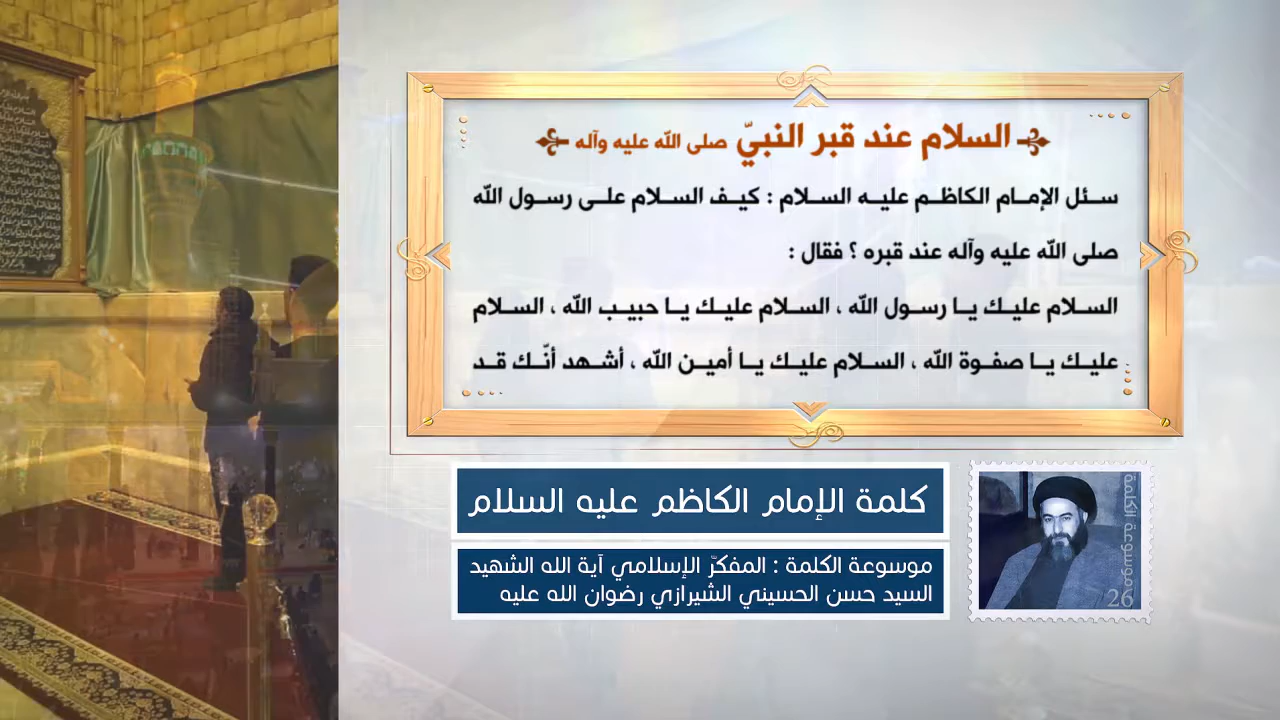 السلام عند قبر النبيّ صلى الله عليه وآله
سئل الإمام الكاظم عليه السلام : كيف السلام على رسول الله
صلى الله عليه وآله عند قبره ؟ فقال :
السلام عليك يا رسول الله ، السلام عليك يا حبيب الله ، السلام
عليك يا صفوة الله ، السلام عليك يا أمين الله ، أشهد أنّك قد
كلمة الإمام الكاظم عليه السلام
موسوعة الكلمة : المفكّر الإسلامي آية الله الشهيد
السيد حسن الحسيني الشيرازي رضوان الله عليه
موسوعة الكلمة
26